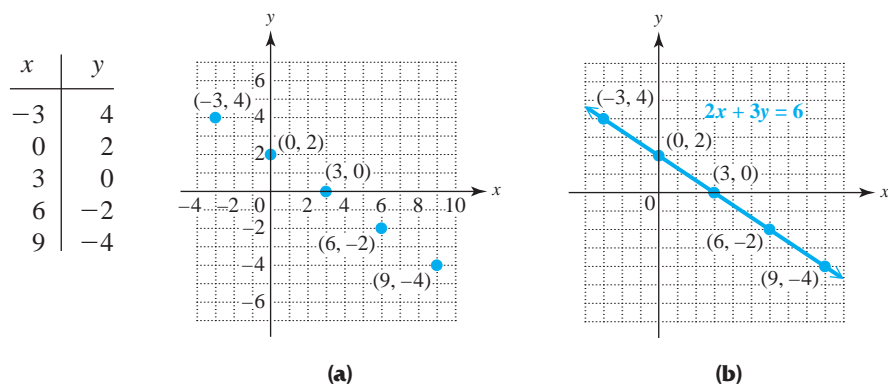 x y
−3 4
0 2
3 0
6 −2
9 −4
y
6
(−3, 4)
4
2
(0, 2)
(3, 0)
x
−4 −2 0 2 4 6 8 10
−2
(6, −2)
−4
(9, −4)
−6
(a)
y
(−3, 4)
2x + 3y = 6
(0, 2)
(3, 0)
x
0
(6, −2)
(9, −4)
(b)